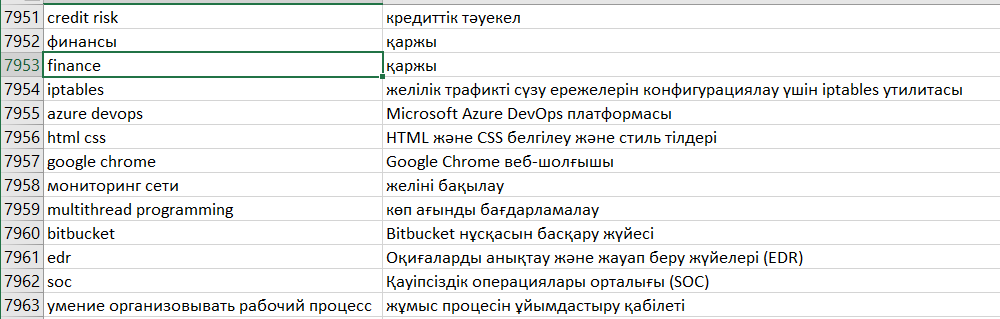 7951 credit risk кредиттік тәуекел
7952 финансы қаржы
7953 finance қаржы
7954 iptables желілік трафикті сүзу ережелерін конфигурациялау үшін iptables утилитасы
7955 azure devops Microsoft Azure DevOps платформасы
7956 html css HTML және CSS белгілеу және стиль тілдері
7957 google chrome Google Chrome веб-шолғышы
7958 мониторинг сети желіні бақылау
7959 multithread programming көп ағынды бағдарламалау
7960 bitbucket Bitbucket нұсқасын басқару жүйесі
7961 edr Оқиғаларды анықтау және жауап беру жүйелері (EDR)
7962 soc Қауіпсіздік операциялары орталығы (SOC)
7963 умение организовывать рабочий процесс жұмыс процесін ұйымдастыру қабілеті